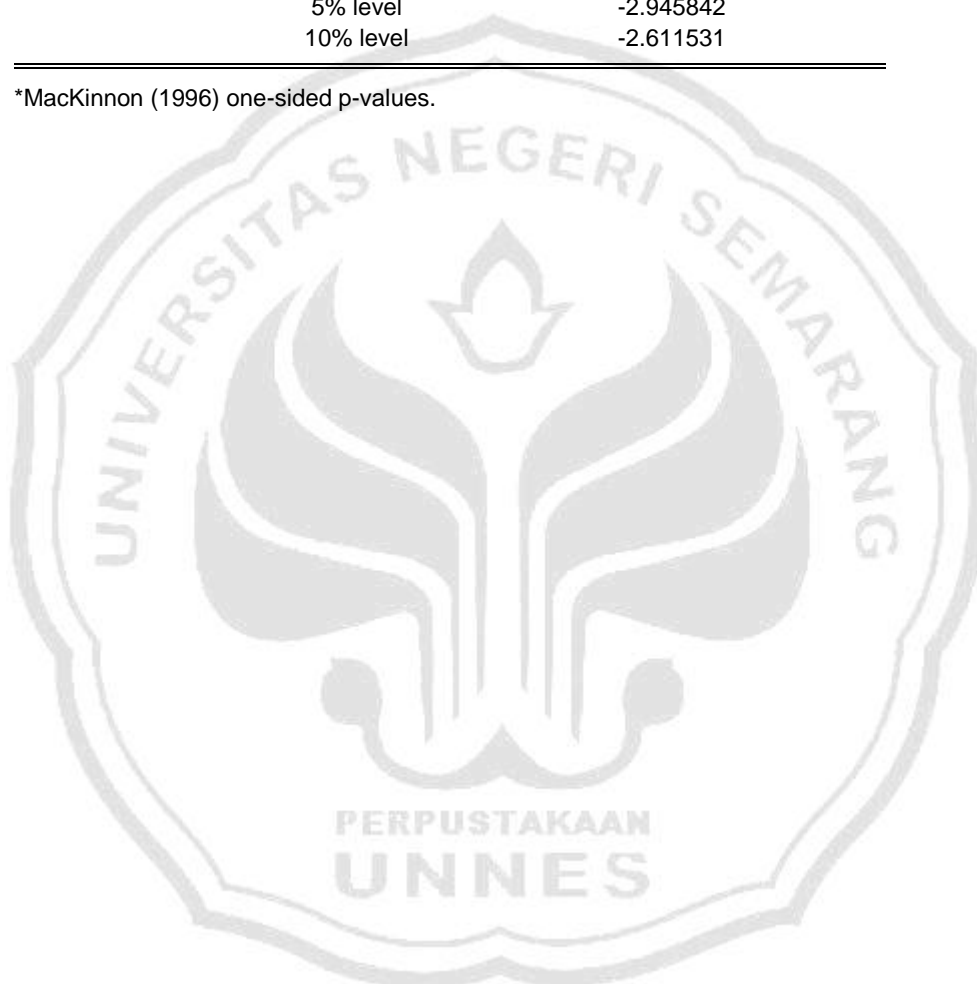 5% level -2.945842
10% level -2.611531
*MacKinnon (1996) one-sided p-values.
UNIVERSITAS NEGERI SEMARANG
PERPUSTAKAAN
UNNES